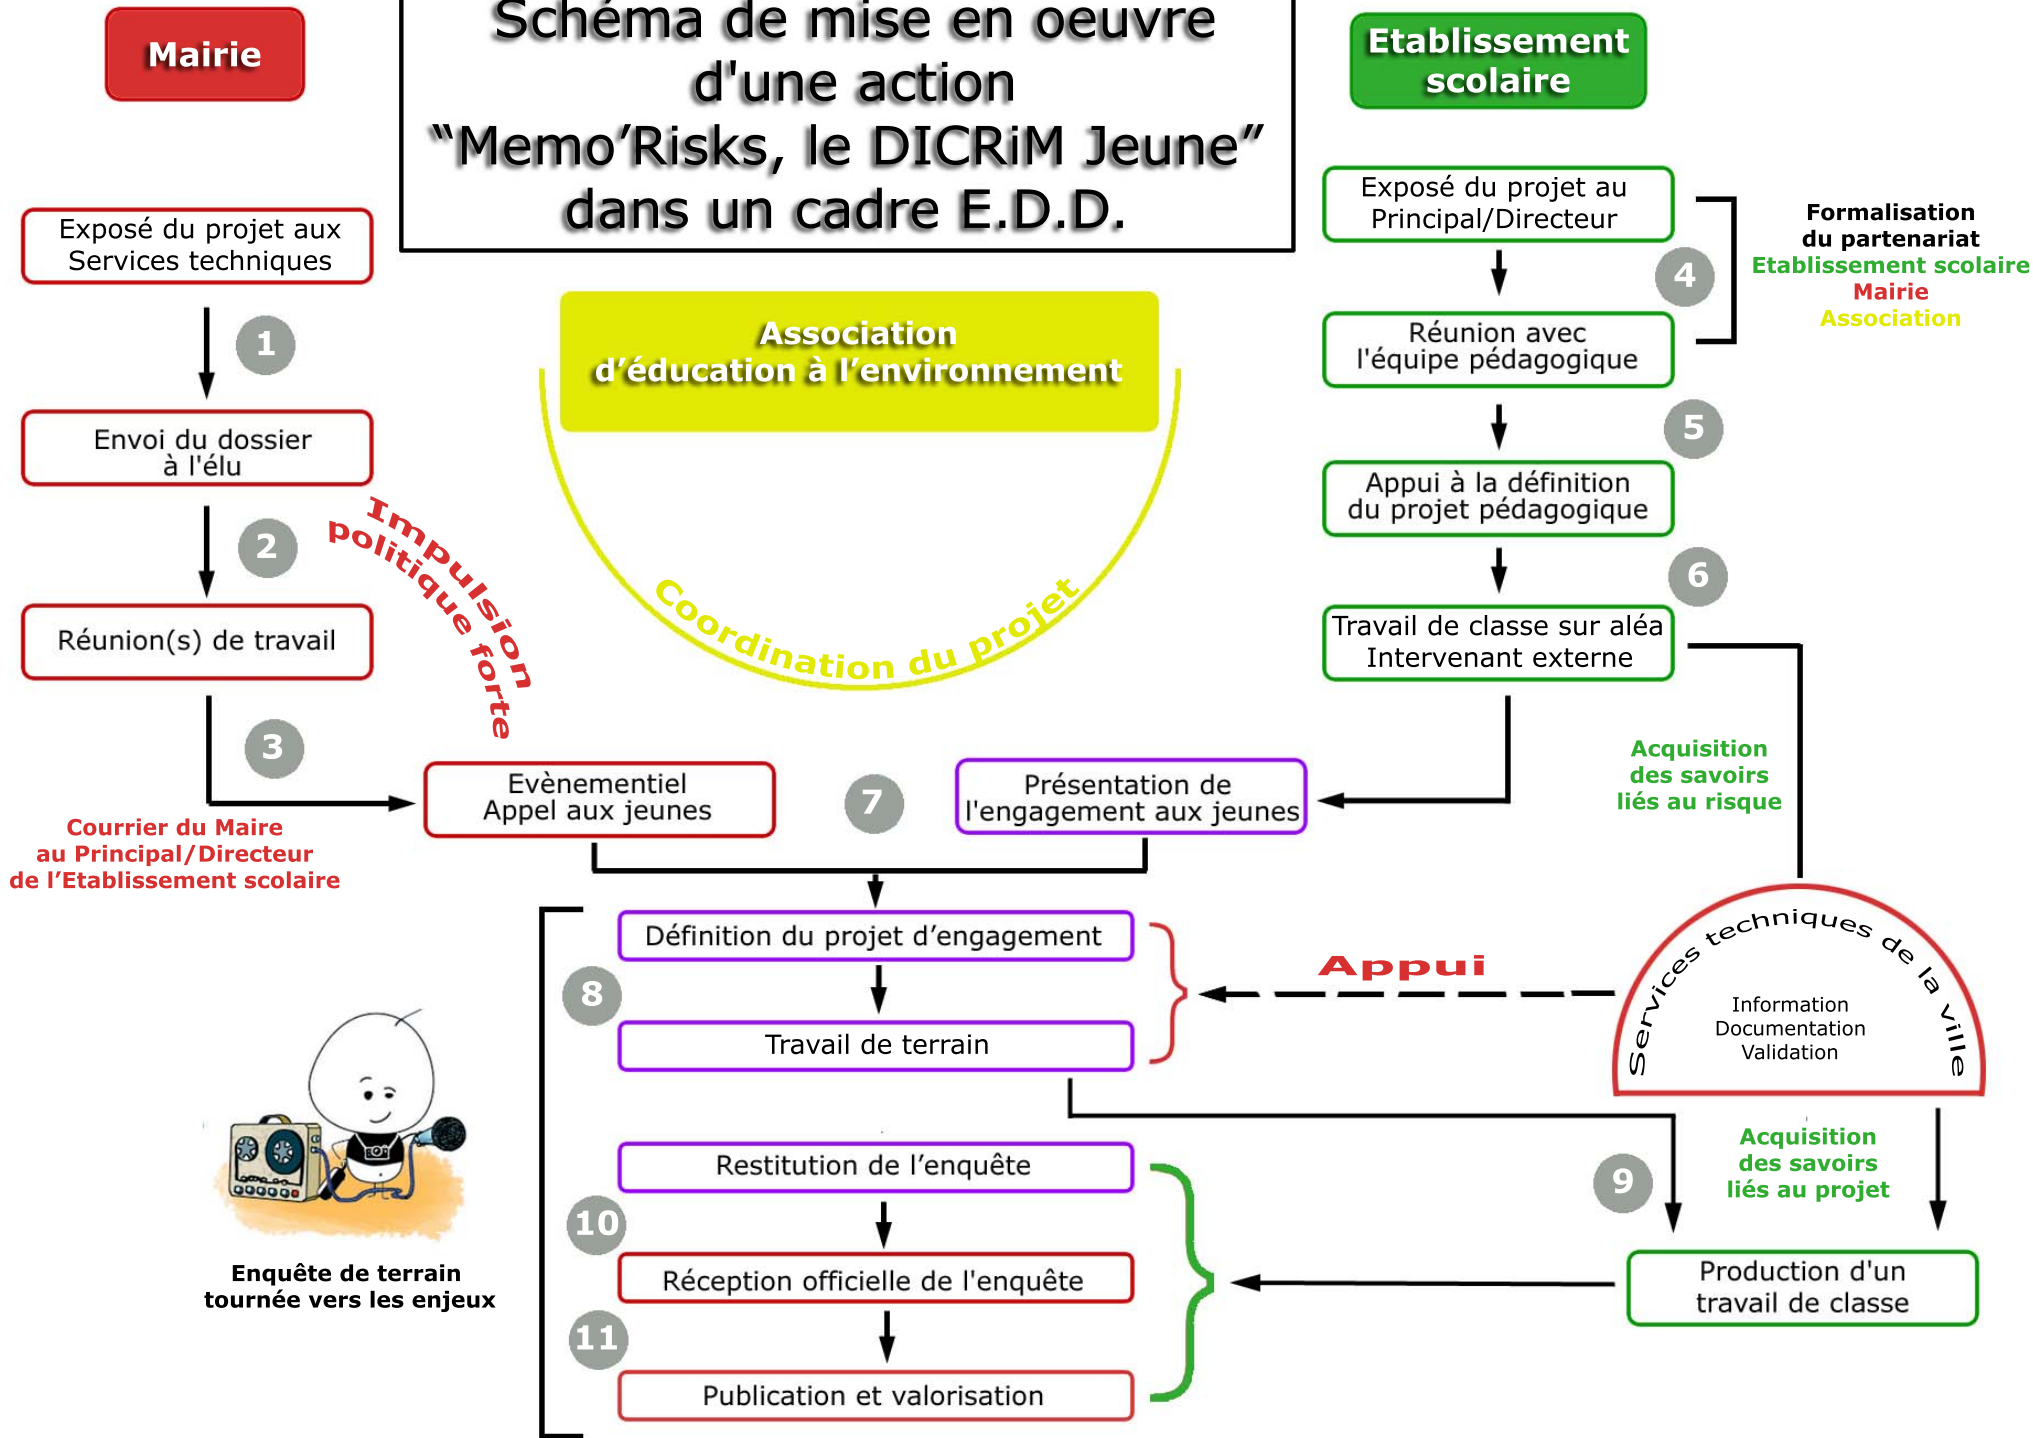 Schéma de mise en oeuvre
d'une action
“Memo’Risks, le DICRiM Jeune”
dans un cadre E.D.D.
Mairie
Etablissement
scolaire
Exposé du projet aux
Services techniques
1
Envoi du dossier
à l'élu
2
Réunion(s) de travail
3
Courrier du Maire
au Principal/Directeur
de l’Etablissement scolaire
Impulsion
politique forte
Association
d’éducation à l’environnement
Coordination du projet
Exposé du projet au
Principal/Directeur
4
Formalisation
du partenariat
Etablissement scolaire
Mairie
Association
Réunion avec
l'équipe pédagogique
5
Appui à la définition
du projet pédagogique
6
Travail de classe sur aléa
Intervenant externe
Acquisition
des savoirs
liés au risque
Evènementiel
Appel aux jeunes
7
Présentation de
l'engagement aux jeunes
Définition du projet d’engagement
8
Travail de terrain
Appui
Services techniques de la ville
Information
Documentation
Validation
Acquisition
des savoirs
liés au projet
9
Production d'un
travail de classe
Restitution de l’enquête
10
Réception officielle de l'enquête
11
Publication et valorisation
Enquête de terrain
tournée vers les enjeux